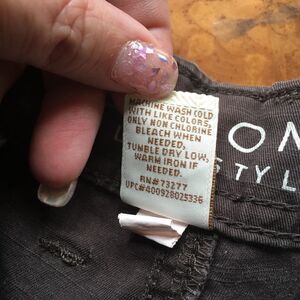 MACHINE WASH COLD
WITH LIKE COLORS,
ONLY NON CHLORINE
BLEACH WHEN
NEEDED,
TUMBLE DRY LOW,
WARM IRON IF
NEEDED.
RN#73277
UPC#400928025336
ON
STYL